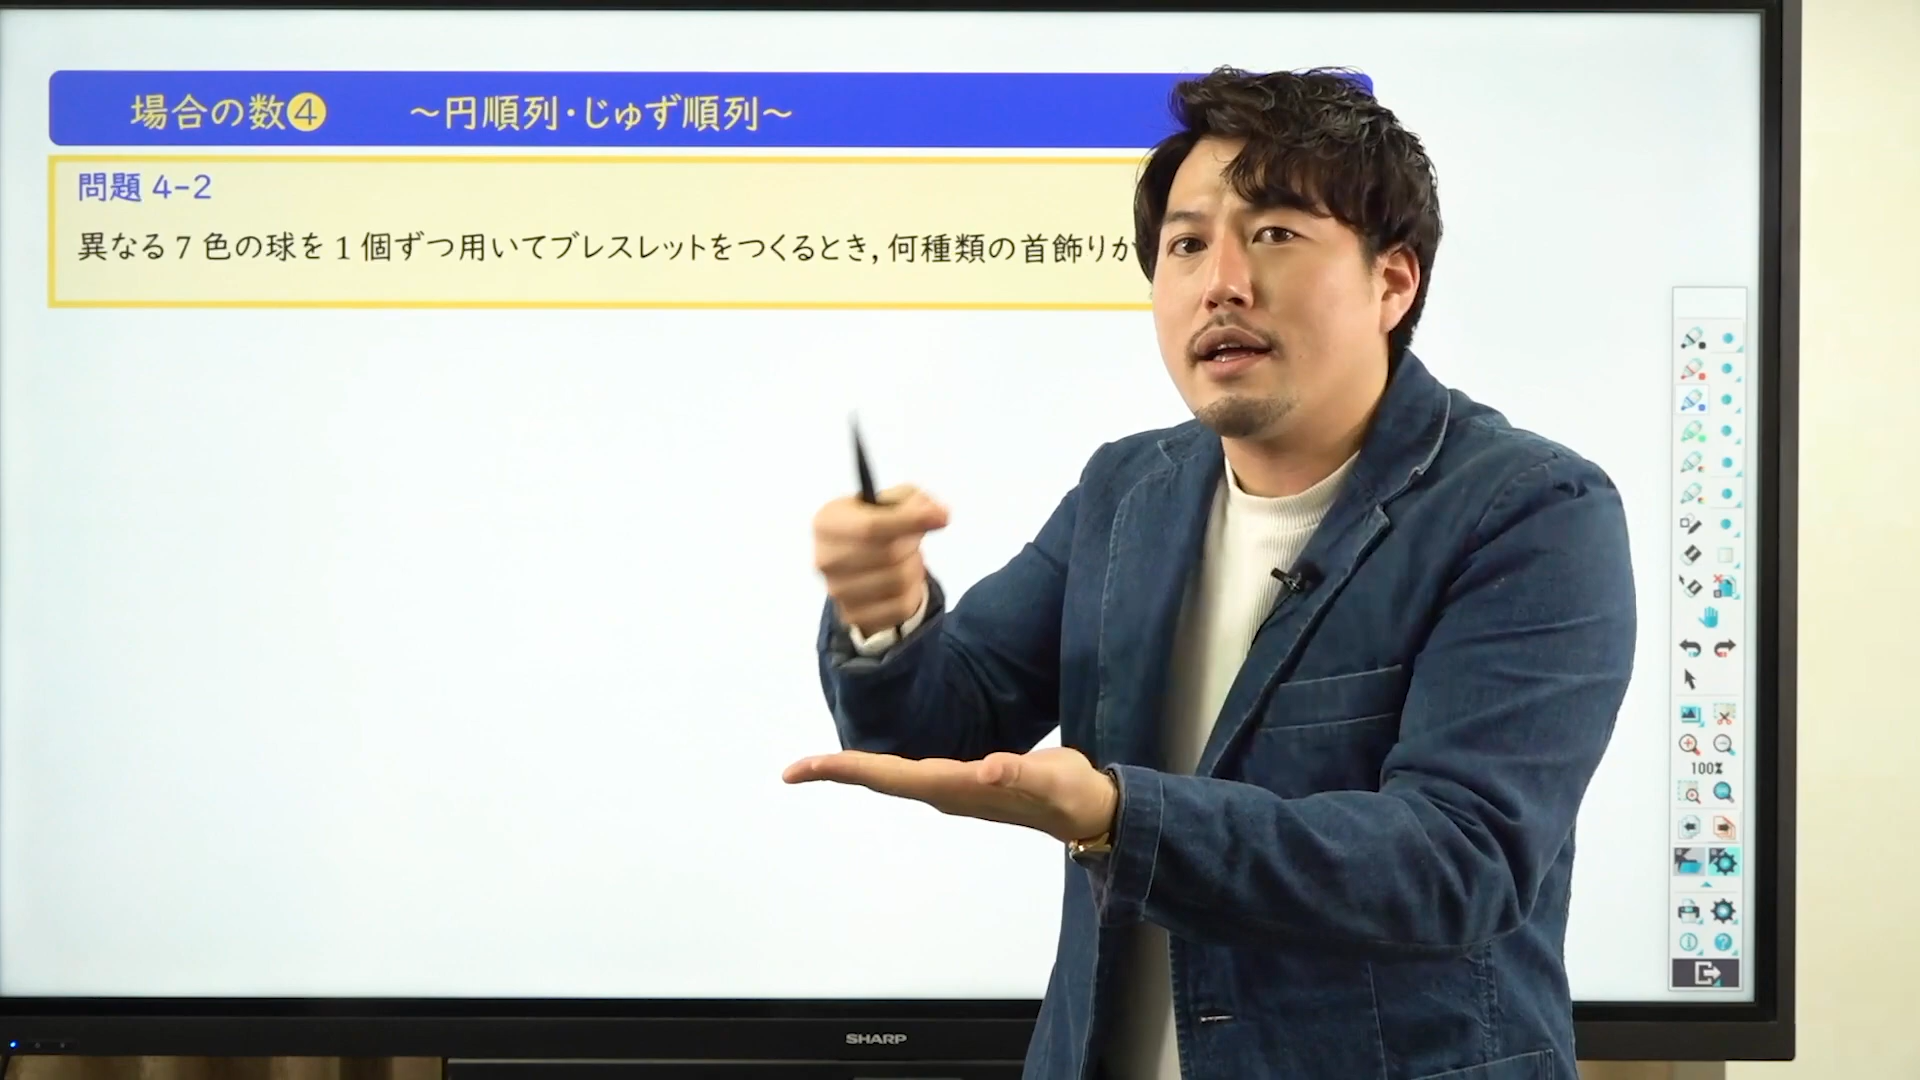 場合の数❹ ～円順列・じゅず順列～
問題 4-2
異なる 7 色の球を 1 個ずつ用いてブレスレットをつくるとき, 何種類の首飾りか
100%
SHARP